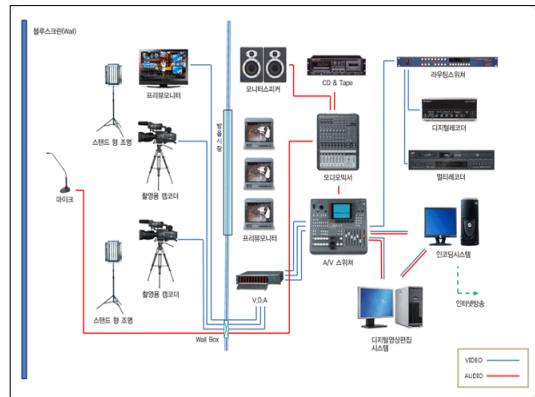 블루스크린(Wall)
프리뷰모니터
스탠드 형 조명
촬영용 캠코더
마이크
촬영용 캠코더
스탠드 형 조명
방음시창
Wall Box
모니터스피커
CD & Tape
라우팅스위쳐
디지털레코더
멀티레코더
오디오믹서
프리뷰모니터
A/V 스위쳐
V.D.A
인코딩시스템
인터넷방송
디지털영상편집
시스템
VIDEO
AUDIO